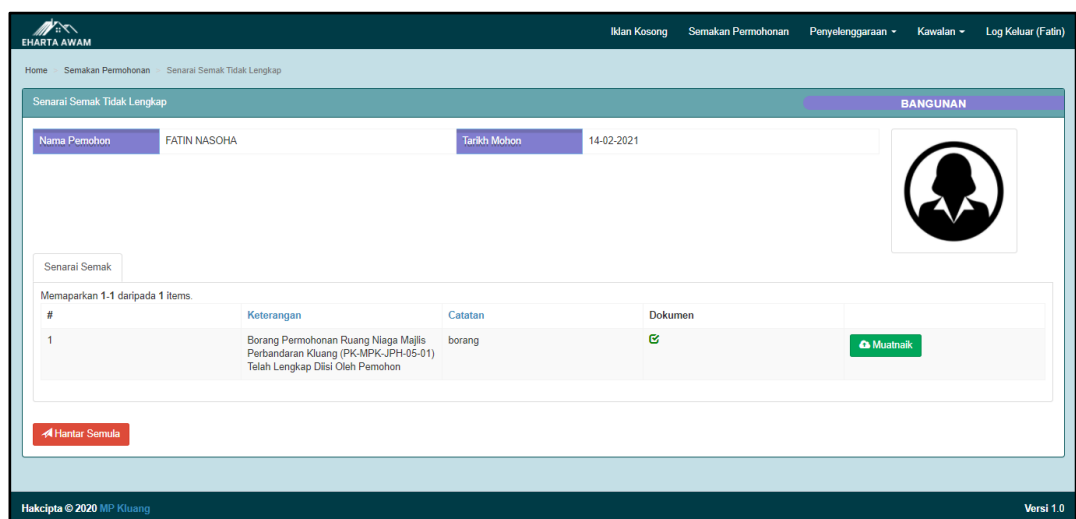 EHARTA AWAM
Iklan Kosong Semakan Permohonan Penyelenggaraan Kawalan Log Keluar (Fatin)
Home Semakan Permohonan Senarai Semak Tidak Lengkap
Senarai Semak Tidak Lengkap BANGUNAN
Nama Pemohon FATIN NASOHA Tarikh Mohon 14-02-2021
Senarai Semak
Memaparkan 1-1 daripada 1 items.
# Keterangan Catatan Dokumen
1 Borang Permohonan Ruang Niaga Majlis borang Muatnaik
Perbandaran Kluang (PK-MPK-JPH-05-01)
Telah Lengkap Diisi Oleh Pemohon
Hantar Semula
Hakcipta © 2020 MP Kluang Versi 1.0